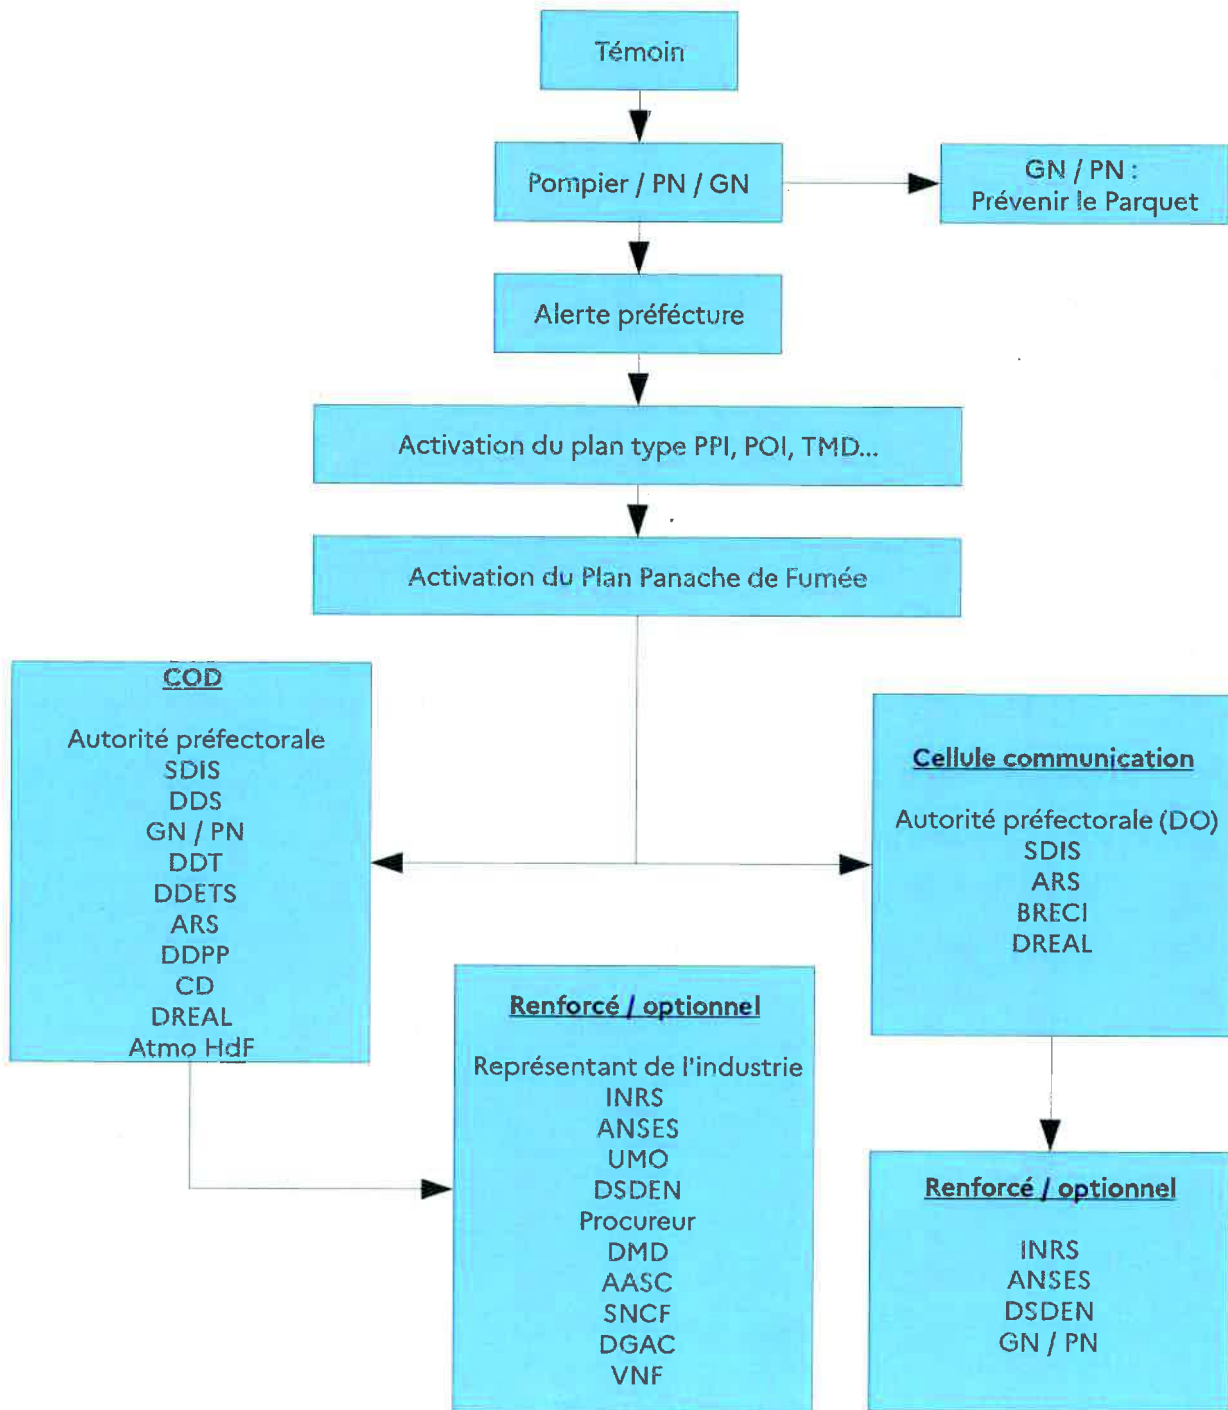 Témoin
Pompier / PN / GN
GN / PN :
Prévenir le Parquet
Alerte préfécture
Activation du plan type PPI, POI, TMD...
Activation du Plan Panache de Fumée
COD
Autorité préfectorale
SDIS
DDS
GN / PN
DDT
DDETS
ARS
DDPP
CD
DREAL
Atmo HdF
Cellule communication
Autorité préfectorale (DO)
SDIS
ARS
BRECI
DREAL
Renforcé / optionnel
Représentant de l'industrie
INRS
ANSES
UMO
DSDEN
Procureur
DMD
AASC
SNCF
DGAC
VNF
Renforcé / optionnel
INRS
ANSES
DSDEN
GN / PN